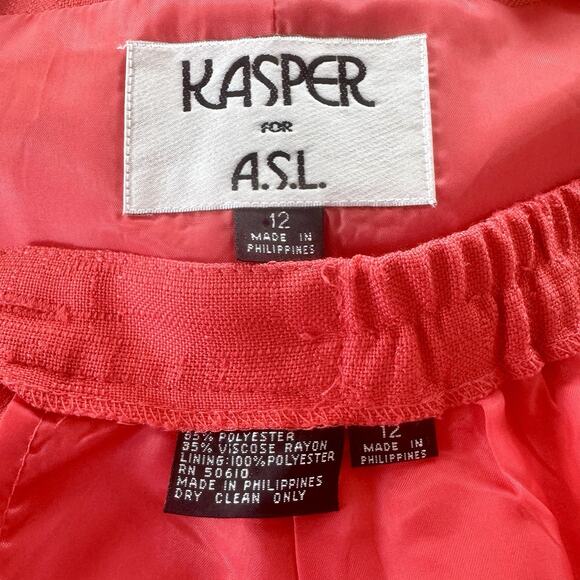 KASPER
FOR
A.S.L.
12
MADE IN
PHILIPPINES
65% POLYESTER
35% VISCOSE RAYON
LINING:100%POLYESTER
RN 50610
MADE IN PHILIPPINES
DRY CLEAN ONLY
12
MADE IN
PHILIPPINES